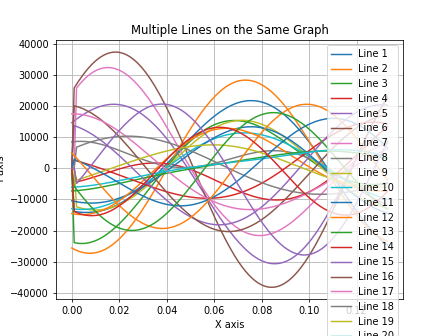 Multiple Lines on the Same Graph
40000
30000
20000
10000
0
−10000
−20000
−30000
−40000
0.00
0.02
0.04
0.06
0.08
0.10
X axis
Line 1
Line 2
Line 3
Line 4
Line 5
Line 6
Line 7
Line 8
Line 9
Line 10
Line 11
Line 12
Line 13
Line 14
Line 15
Line 16
Line 17
Line 18
Line 19
Line 20